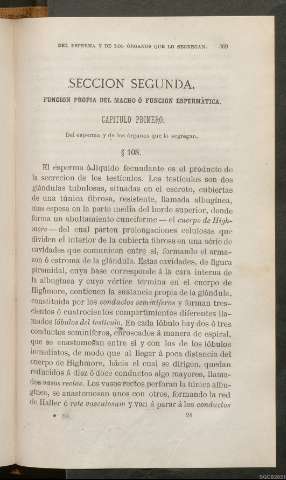 DEL ESPERMA Y DE LOS ÓRGANOS QUE LO SEGREGAN. 369
SECCION SEGUNDA.
FUNCION PROPIA DEL MACHO Ó FUNCION ESPERMÁTICA.
CAPITULO PRIMERO.
Del esperma y de los órganos que lo segregan.
§ 108.
El esperma ó líquido fecundante es el producto de
la secrecion de los testículos. Los testículos son dos
glándulas tubulosas, situadas en el escroto, cubiertas
de una túnica fibrosa, resistente, llamada albugínea,
mas espesa en la parte media del borde superior, donde
forma un abultamiento cuneiforme — el cuerpo de High-
more — del cual parten prolongaciones celulosas que
dividen el interior de la cubierta fibrosa en una série de
cavidades que comunican entre sí, formando el arma-
zon ó estroma de la glándula. Estas cavidades, de figura
piramidal, cuya base corresponde á la cara interna de
la albugínea y cuyo vértice termina en el cuerpo de
Highmore, contienen la sustancia propia de la glándula,
constituida por los conductos seminíferos y forman tres-
cientos ó cuatrocientos compartimientos diferentes lla-
mados lóbulos del testículo. En cada lóbulo hay dos ó tres
conductos seminíferos, enroscados á manera de espiral,
que se anastomosan entre sí y con los de los lóbulos
inmediatos, de modo que al llegar á poca distancia del
cuerpo de Highmore, hácia el cual se dirigen, quedan
reducidos á diez ó doce conductos algo mayores, llama-
dos vasos rectos. Los vasos rectos perforan la túnica albu-
gínea, se anastomosan unos con otros, formando la red
de Haller ó rete vasculosum y van á parar á los conductos
24